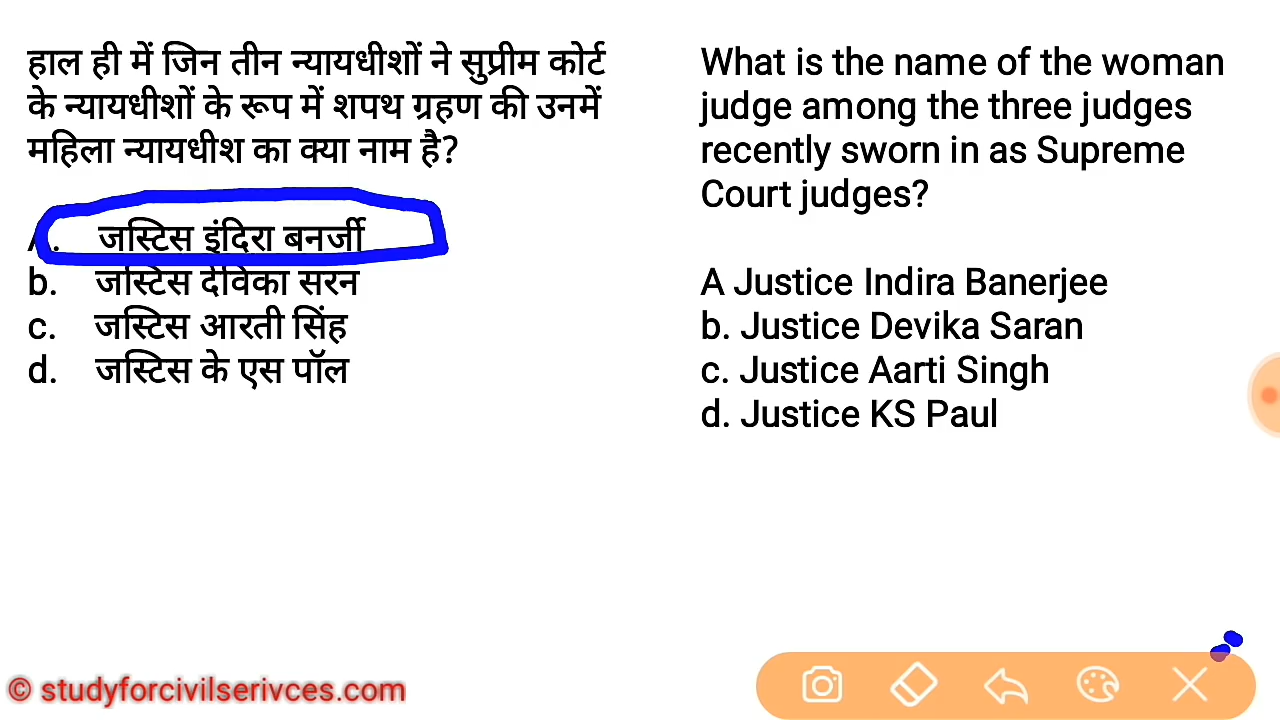 हाल ही में जिन तीन न्यायधीशों ने सुप्रीम कोर्ट
के न्यायधीशों के रूप में शपथ ग्रहण की उनमें
महिला न्यायधीश का क्या नाम है?
A. जस्टिस इंदिरा बनर्जी
b. जस्टिस देविका सरन
c. जस्टिस आरती सिंह
d. जस्टिस के एस पॉल
What is the name of the woman
judge among the three judges
recently sworn in as Supreme
Court judges?
A Justice Indira Banerjee
b. Justice Devika Saran
c. Justice Aarti Singh
d. Justice KS Paul
© studyforcivilserivces.com